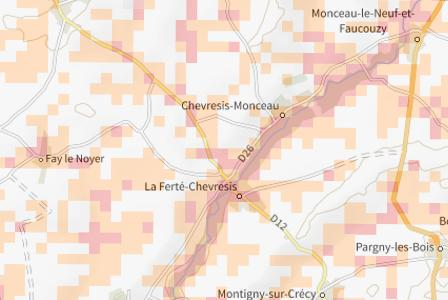 Monceau-le-Neuf-et-
Faucouzy
Chevresis-Monceau
D26
Fay le Noyer
La Ferté-Chevresis
D12
Pargny-les-Bois
Montigny-sur-Crécy